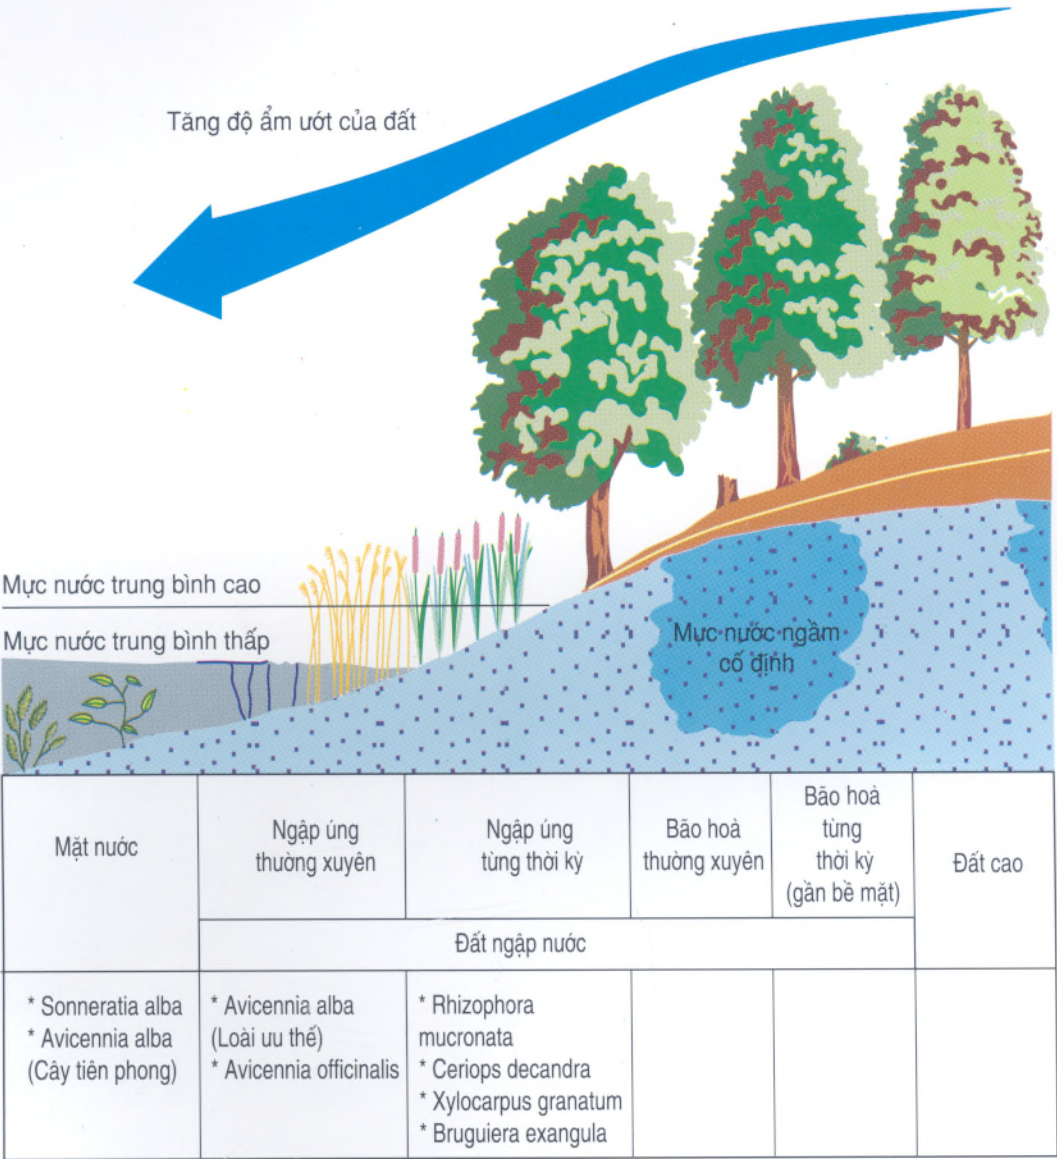 Tăng độ ẩm ướt của đất
Mực nước trung bình cao
Mực nước trung bình thấp
Mực nước ngầm
cố định
Mặt nước
Ngập úng
thường xuyên
Ngập úng
từng thời kỳ
Bão hoà
thường xuyên
Bão hoà
từng
thời kỳ
(gần bề mặt)
Đất cao
Đất ngập nước
* Sonneratia alba
* Avicennia alba
(Cây tiên phong)
* Avicennia alba
(Loài ưu thế)
* Avicennia officinalis
* Rhizophora
mucronata
* Ceriops decandra
* Xylocarpus granatum
* Bruguiera exangula